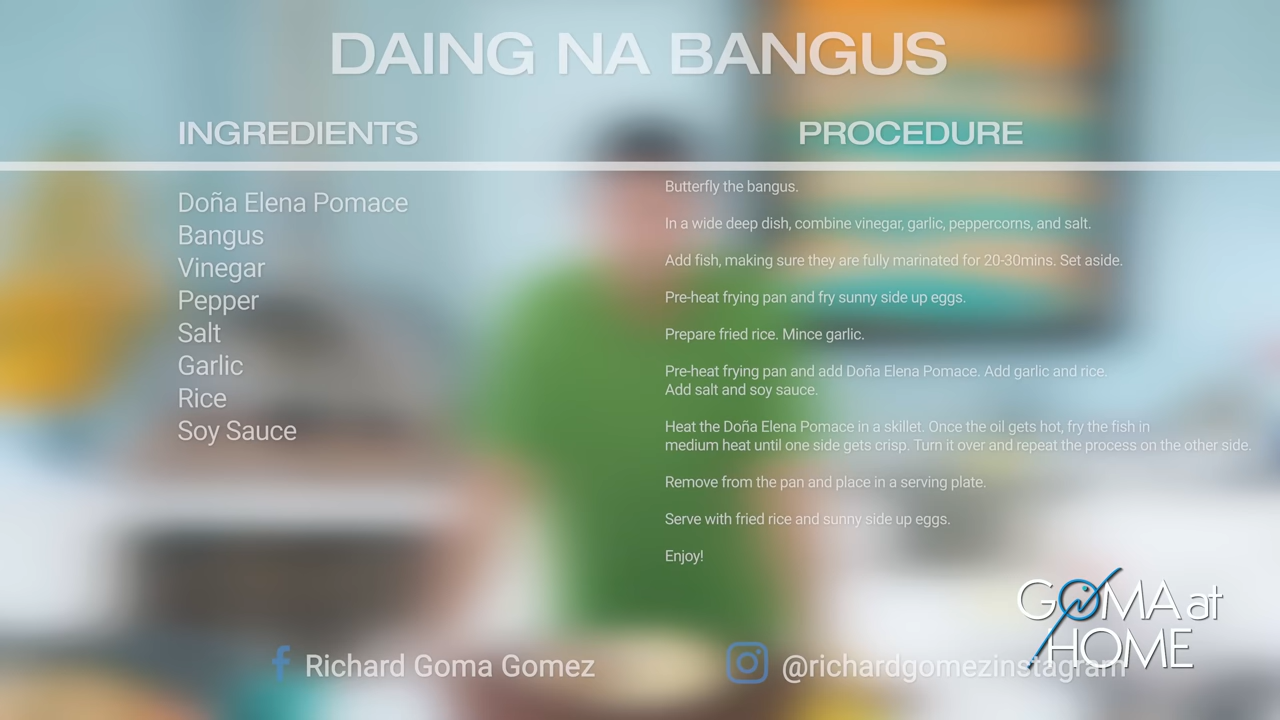 DAING NA BANGUS
INGREDIENTS
Doña Elena Pomace
Bangus
Vinegar
Pepper
Salt
Garlic
Rice
Soy Sauce
PROCEDURE
Butterfly the bangus.
In a wide deep dish, combine vinegar, garlic, peppercorns, and salt.
Add fish, making sure they are fully marinated for 20-30mins. Set aside.
Pre-heat frying pan and fry sunny side up eggs.
Prepare fried rice. Mince garlic.
Pre-heat frying pan and add Doña Elena Pomace. Add garlic and rice.
Add salt and soy sauce.
Heat the Doña Elena Pomace in a skillet. Once the oil gets hot, fry the fish in
medium heat until one side gets crisp. Turn it over and repeat the process on the other side.
Remove from the pan and place in a serving plate.
Serve with fried rice and sunny side up eggs.
Enjoy!
GOMA at
HOME
Richard Goma Gomez
@richardgomezinstagram